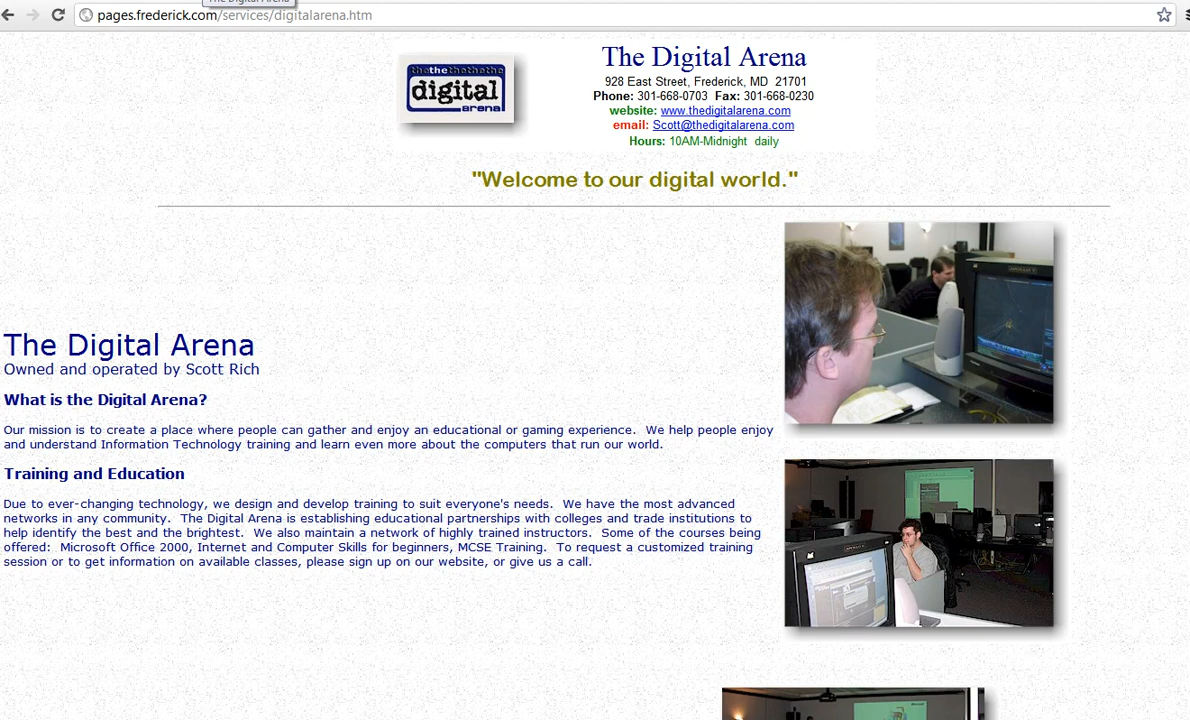 The Digital Arena
pages.frederick.com/services/digitalarena.htm
thethethethethe
digital
arena
The Digital Arena
928 East Street, Frederick, MD 21701
Phone: 301-668-0703 Fax: 301-668-0230
website: www.thedigitalarena.com
email: Scott@thedigitalarena.com
Hours: 10AM-Midnight daily
"Welcome to our digital world."
The Digital Arena
Owned and operated by Scott Rich
What is the Digital Arena?
Our mission is to create a place where people can gather and enjoy an educational or gaming experience. We help people enjoy
and understand Information Technology training and learn even more about the computers that run our world.
Training and Education
Due to ever-changing technology, we design and develop training to suit everyone's needs. We have the most advanced
networks in any community. The Digital Arena is establishing educational partnerships with colleges and trade institutions to
help identify the best and the brightest. We also maintain a network of highly trained instructors. Some of the courses being
offered: Microsoft Office 2000, Internet and Computer Skills for beginners, MCSE Training. To request a customized training
session or to get information on available classes, please sign up on our website, or give us a call.